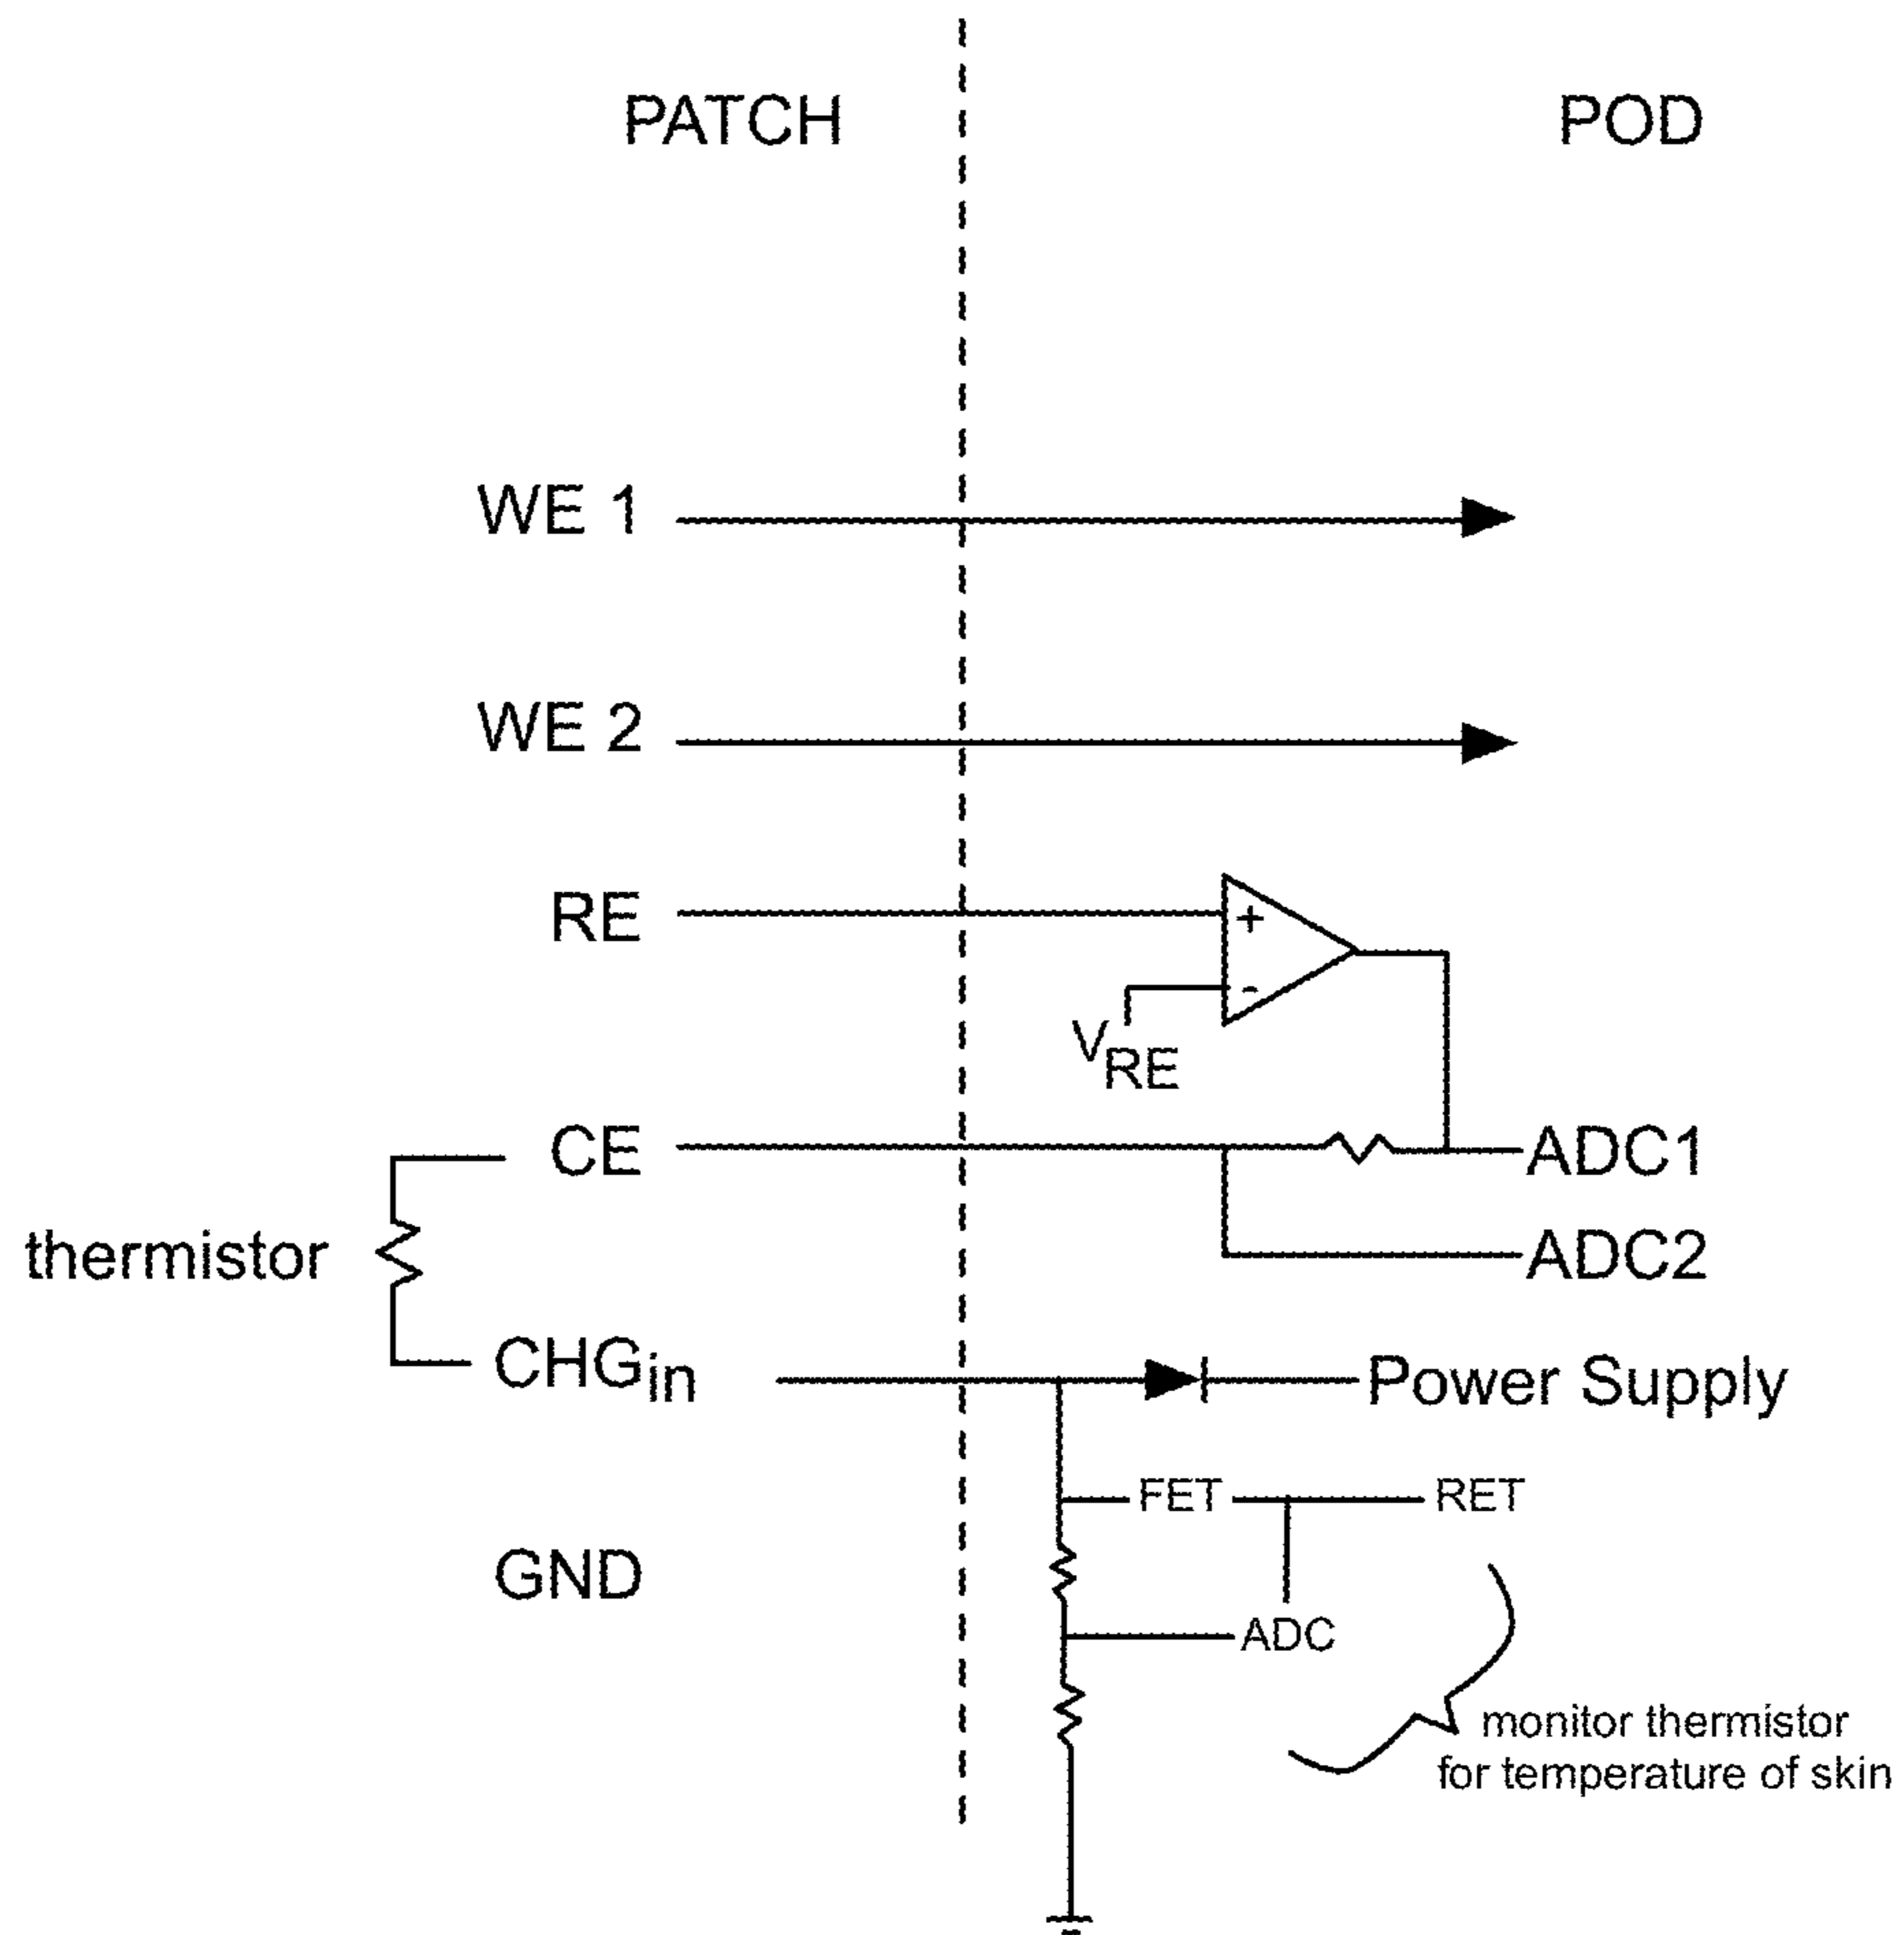 PATCH
POD
WE 1
WE 2
RE
+
-
VRE
CE
ADC1
thermistor
ADC2
CHGin
Power Supply
FET
RET
GND
ADC
monitor thermistor
for temperature of skin